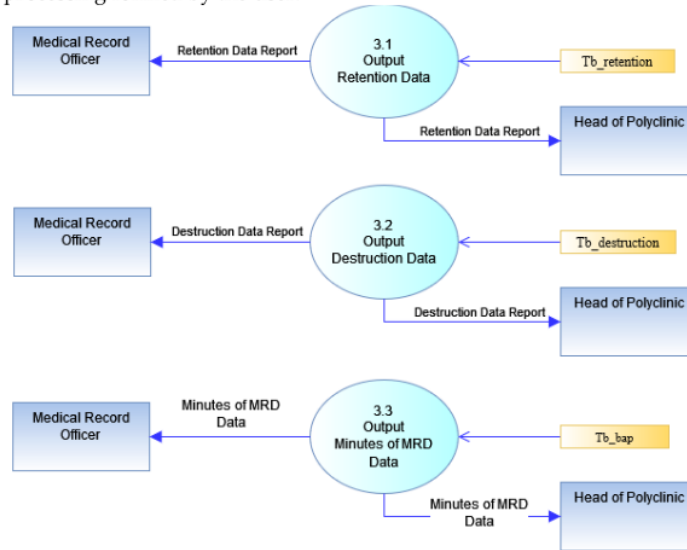 Medical Record
Officer
Retention Data Report
3.1
Output
Retention Data
Tb_retention
Retention Data Report
Head of Polyclinic
Medical Record
Officer
Destruction Data Report
3.2
Output
Destruction Data
Tb_destruction
Destruction Data Report
Head of Polyclinic
Medical Record
Officer
Minutes of MRD
Data
3.3
Output
Minutes of MRD
Data
Tb_bap
Minutes of MRD
Data
Head of Polyclinic